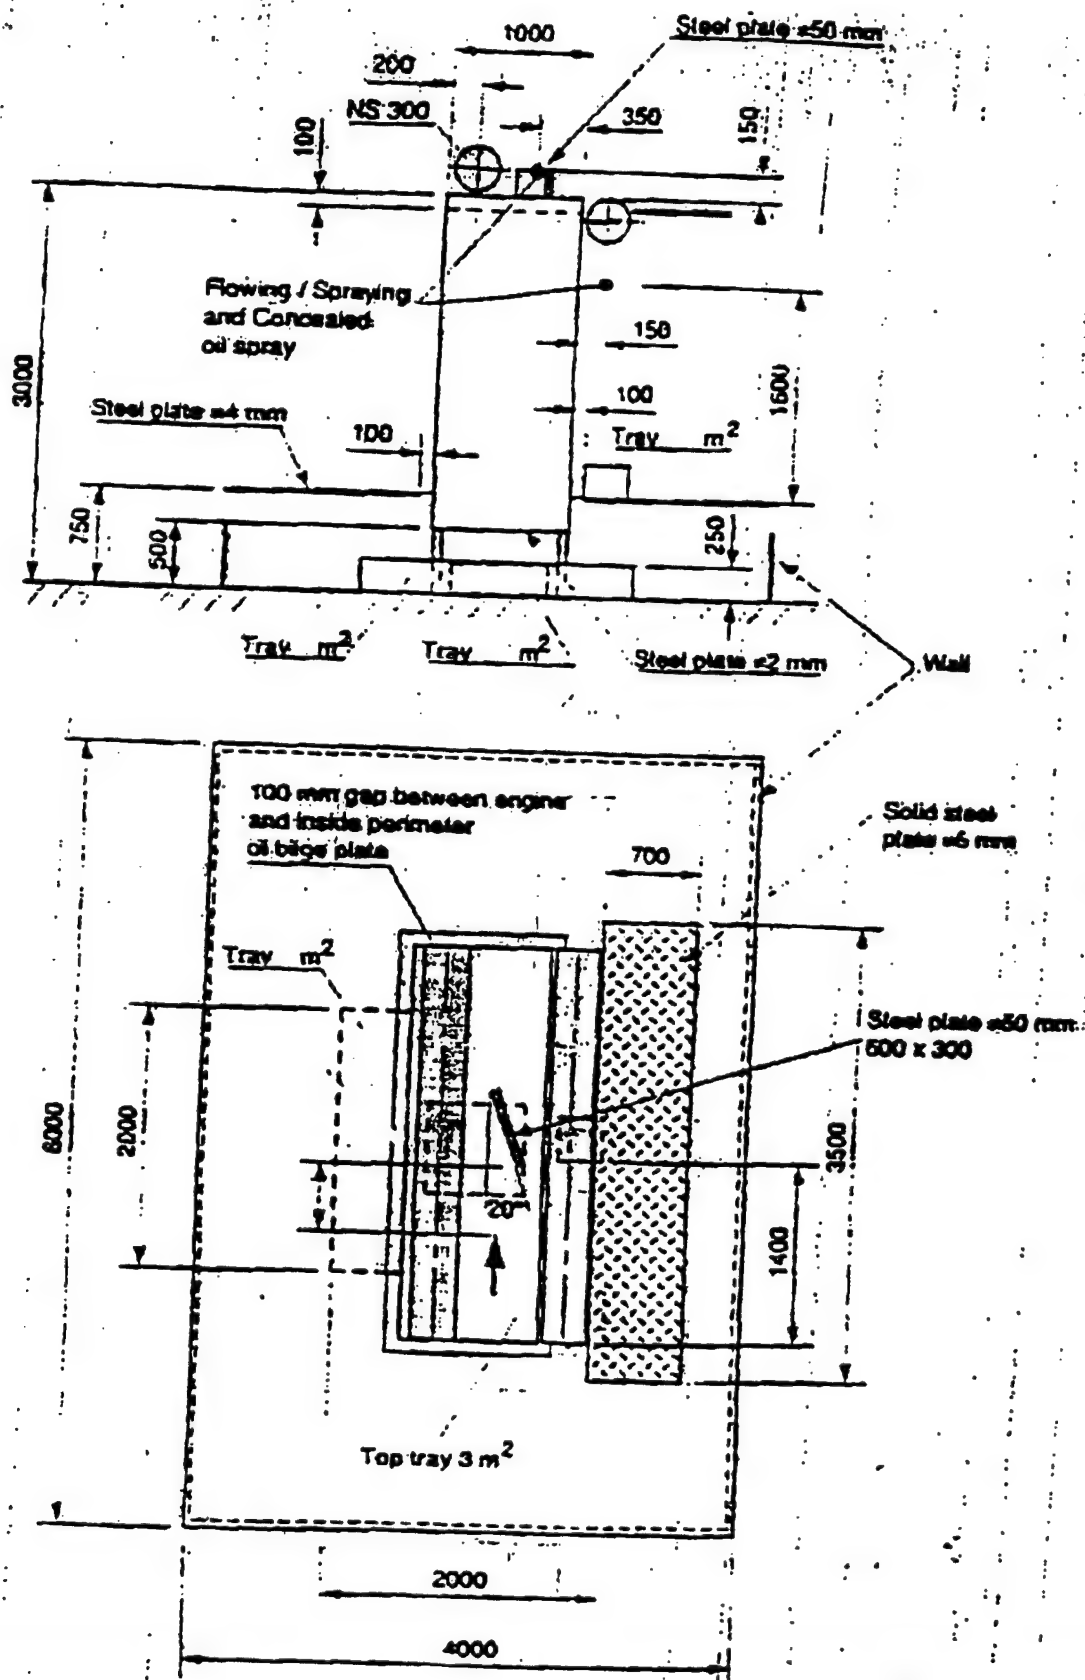 Steel plate =50 mm
1000
200
NS 300
350
100
150
Flowing / Spraying
and Concealed
oil spray
150
3000
1600
Steel plate =4 mm
100
100
Tray m²
750
500
250
Tray m²
Tray m²
Steel plate =2 mm
Wall
100 mm gap between engine
and inside perimeter
oil bilge plate
Solid steel
plate =6 mm
700
Tray m²
Steel plate =50 mm
600 x 300
6000
2000
3500
20°
1400
Top tray 3 m²
2000
4000